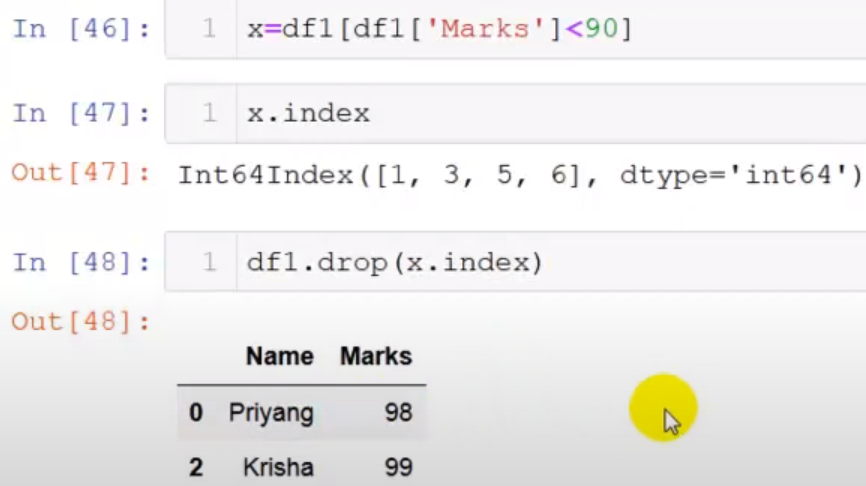 In [46]: 1 x=df1[df1['Marks']<90]
In [47]: 1 x.index
Out[47]: Int64Index([1, 3, 5, 6], dtype='int64')
In [48]: 1 df1.drop(x.index)
Out[48]:
Name Marks
0 Priyang 98
2 Krisha 99